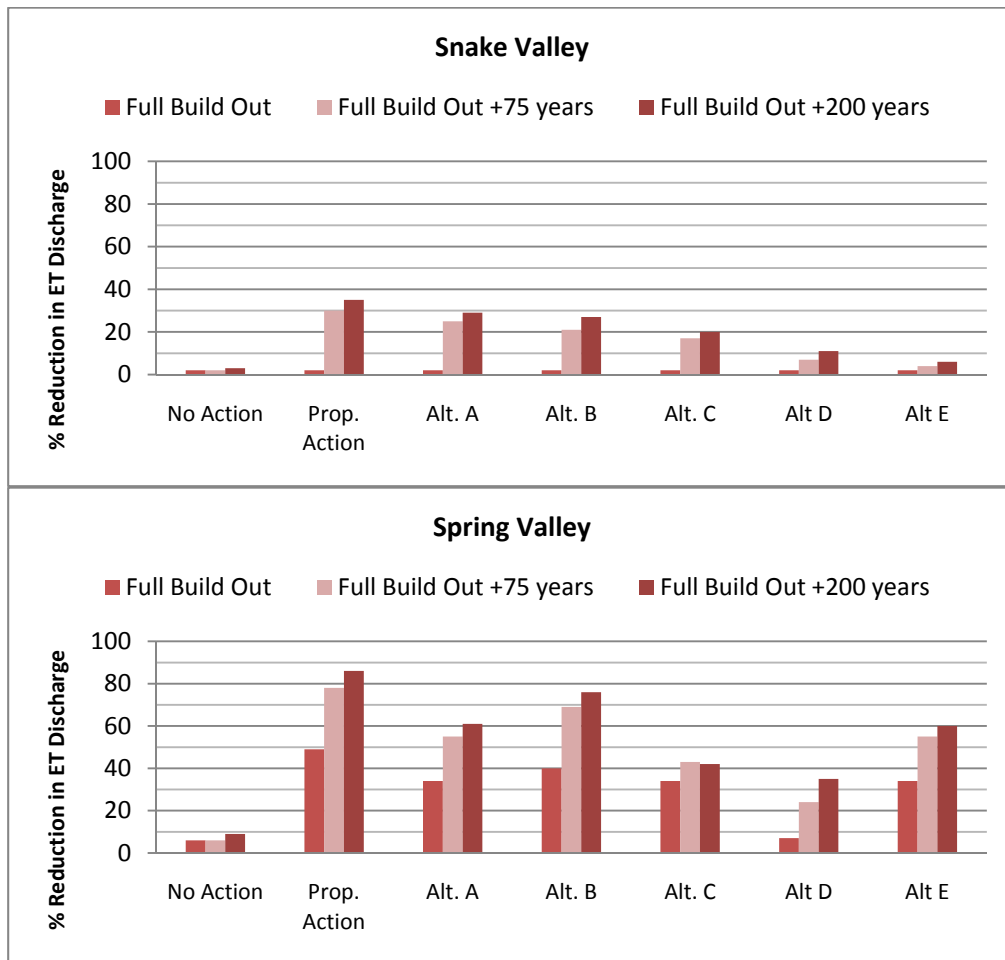 Snake Valley
Full Build Out Full Build Out +75 years Full Build Out +200 years
% Reduction in ET Discharge
100
80
60
40
20
0
No Action Prop. Action Alt. A Alt. B Alt. C Alt D Alt E
Spring Valley
Full Build Out Full Build Out +75 years Full Build Out +200 years
% Reduction in ET Discharge
100
80
60
40
20
0
No Action Prop. Action Alt. A Alt. B Alt. C Alt D Alt E